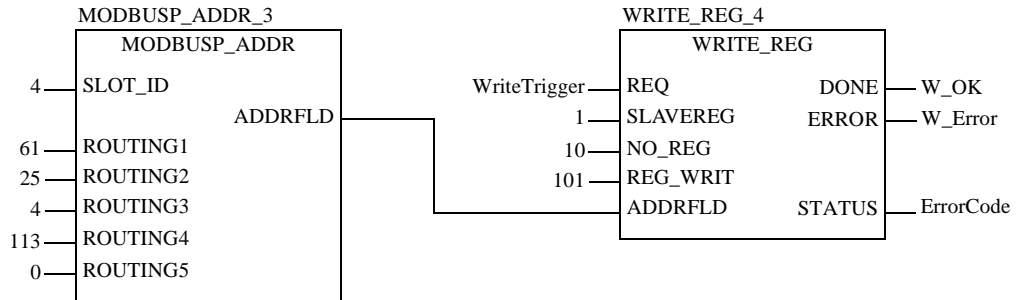 MODBUSP_ADDR_3
MODBUSP_ADDR
4 SLOT_ID
ADDRFLD
61 ROUTING1
25 ROUTING2
4 ROUTING3
113 ROUTING4
0 ROUTING5
WRITE_REG_4
WRITE_REG
WriteTrigger REQ DONE W_OK
1 SLAVEREG ERROR W_Error
10 NO_REG
101 REG_WRIT
ADDRFLD STATUS ErrorCode